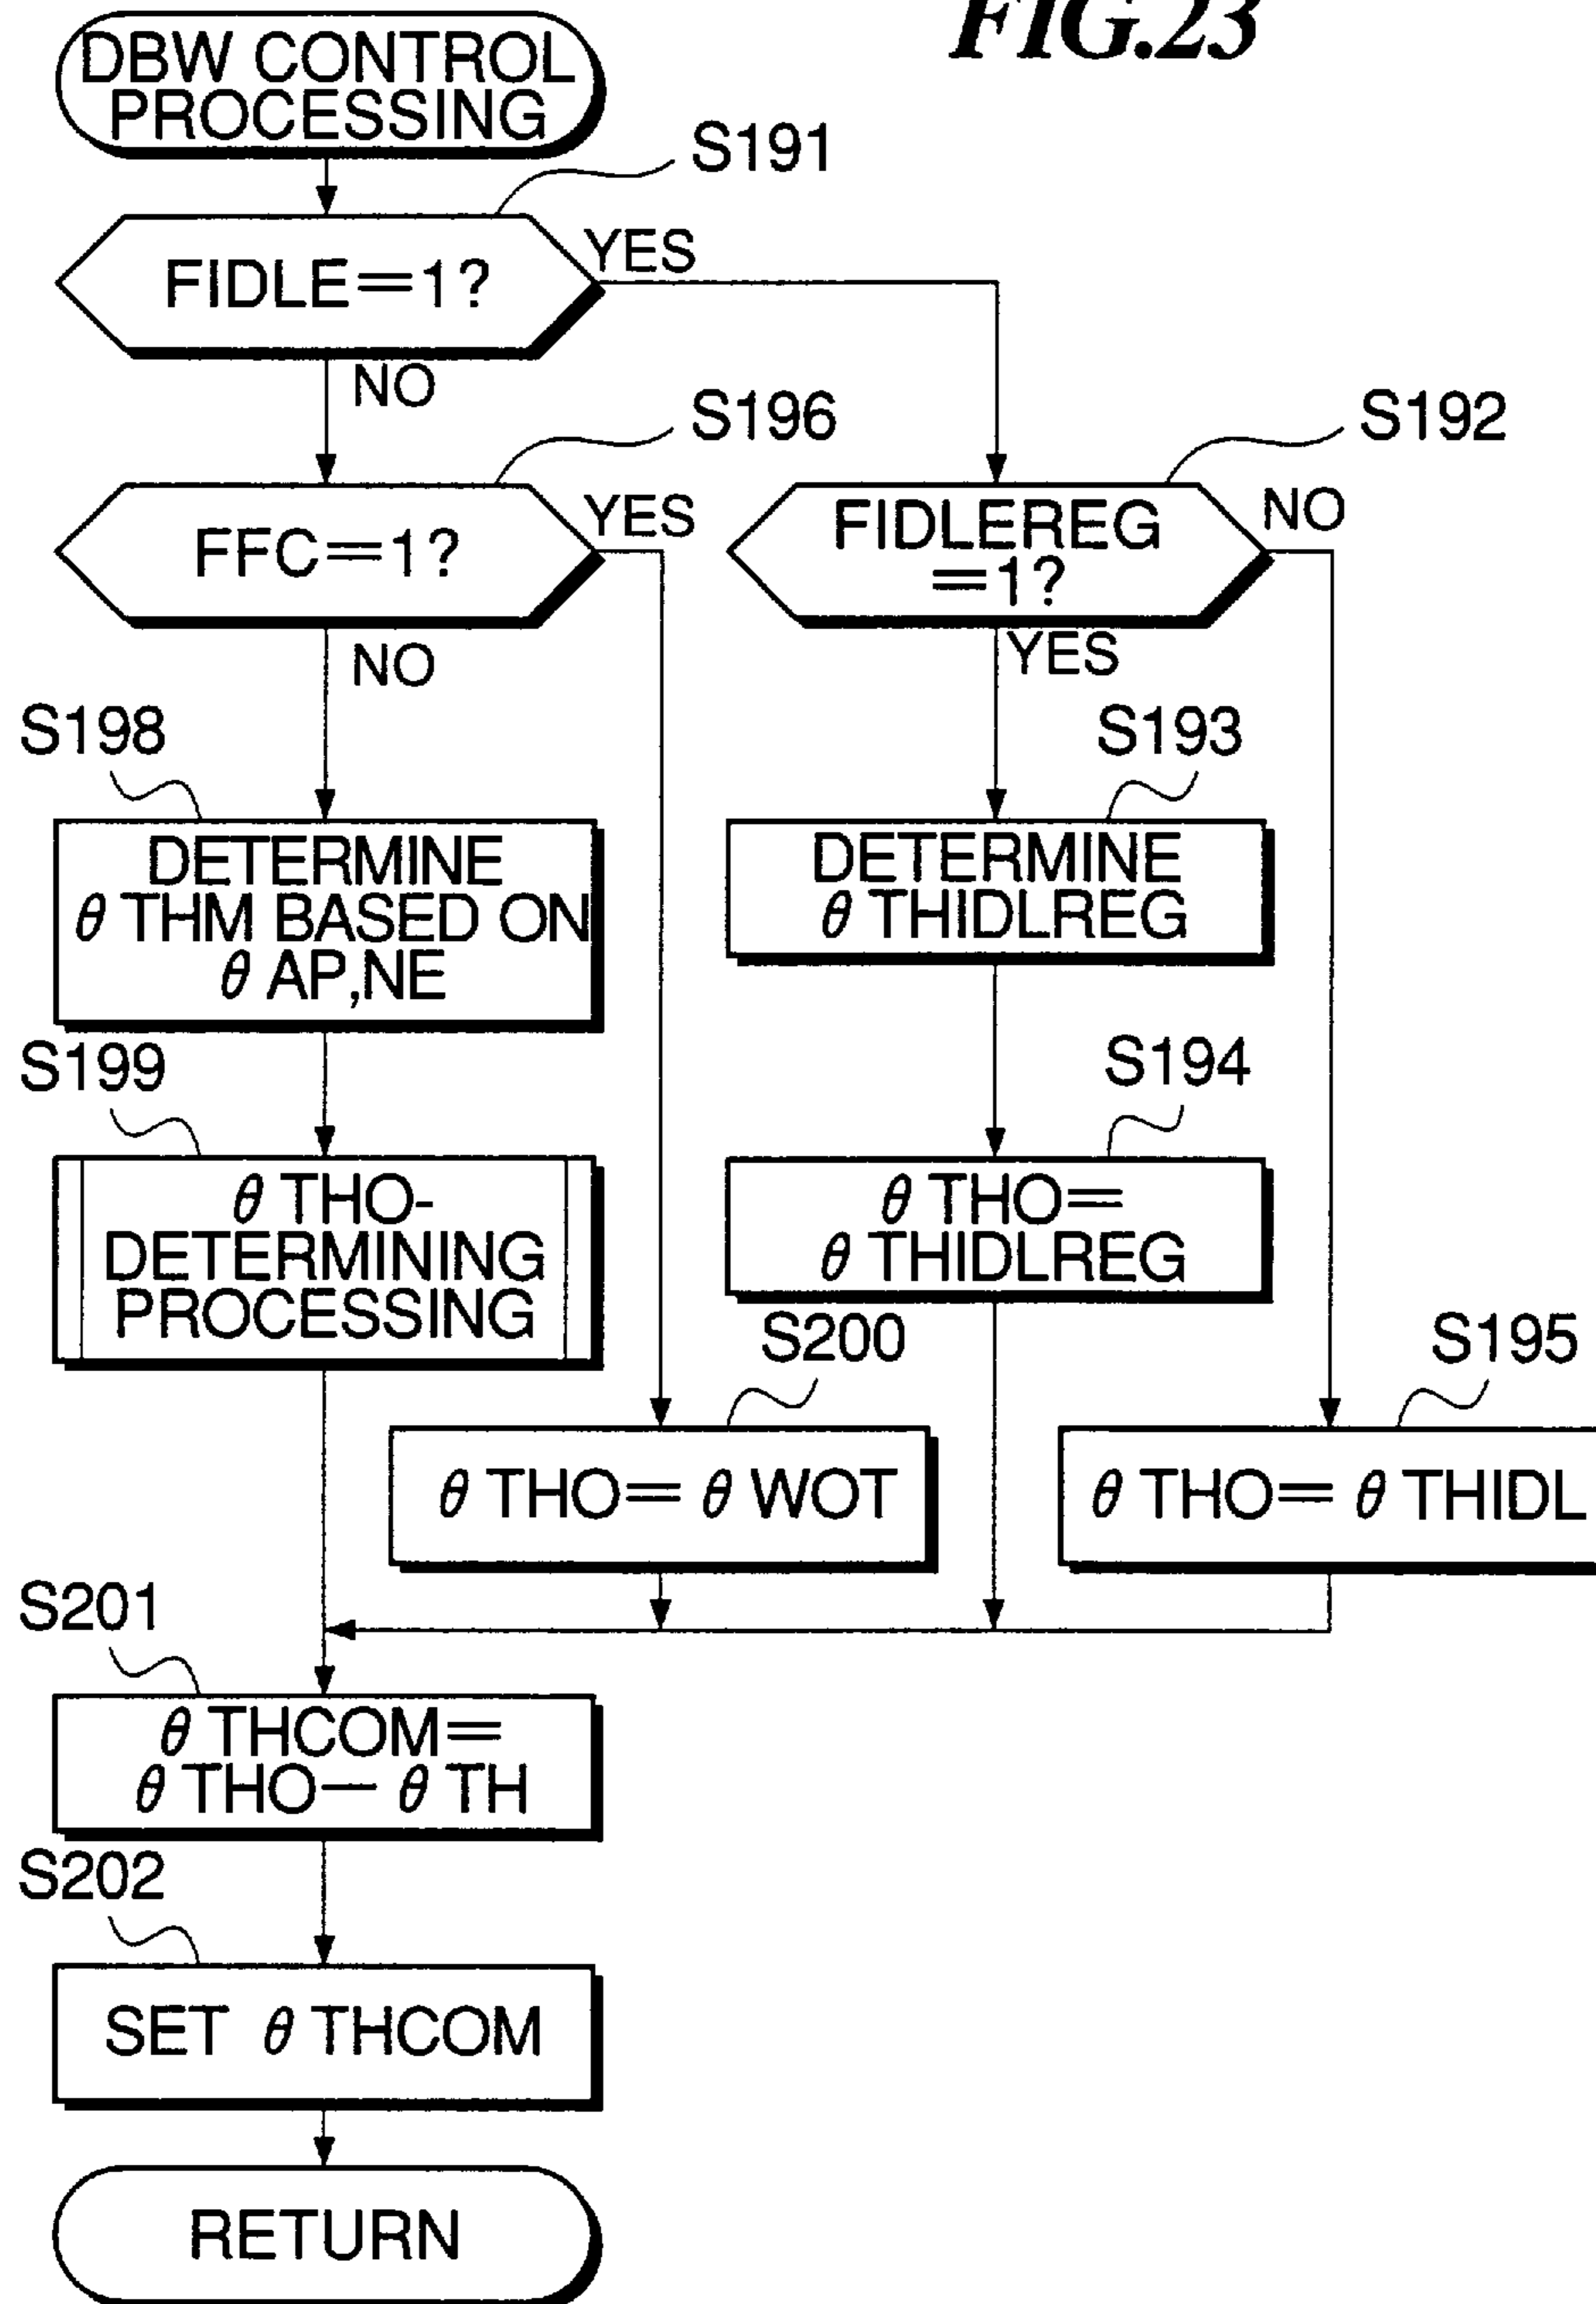 FIG.23
DBW CONTROL
PROCESSING
S191
FIDLE=1?
YES
NO
S196
FFC=1?
YES
NO
S192
FIDLEREG
=1?
NO
YES
S198
DETERMINE
θ THM BASED ON
θ AP,NE
S193
DETERMINE
θ THIDLREG
S199
θ THO-
DETERMINING
PROCESSING
S194
θ THO=
θ THIDLREG
S200
θ THO= θ WOT
S195
θ THO= θ THIDL
S201
θ THCOM=
θ THO− θ TH
S202
SET θ THCOM
RETURN